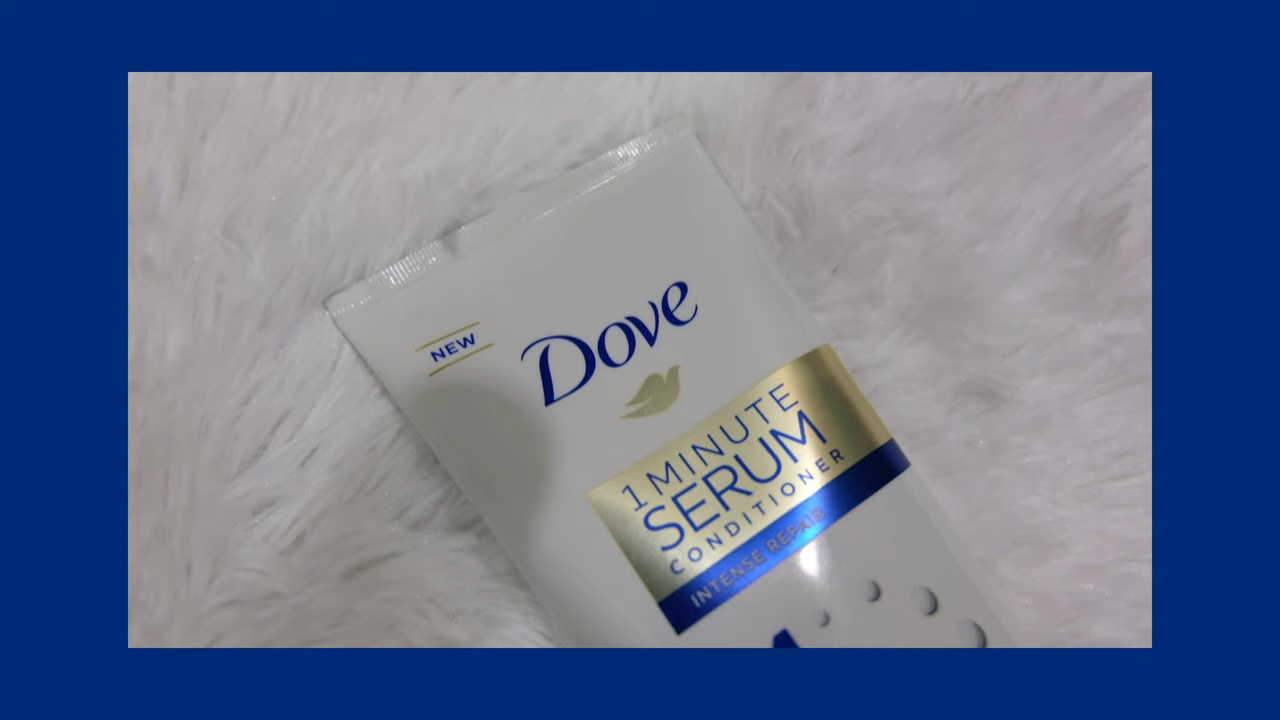 NEW
Dove
1 MINUTE
SERUM
CONDITIONER
INTENSE REPAIR